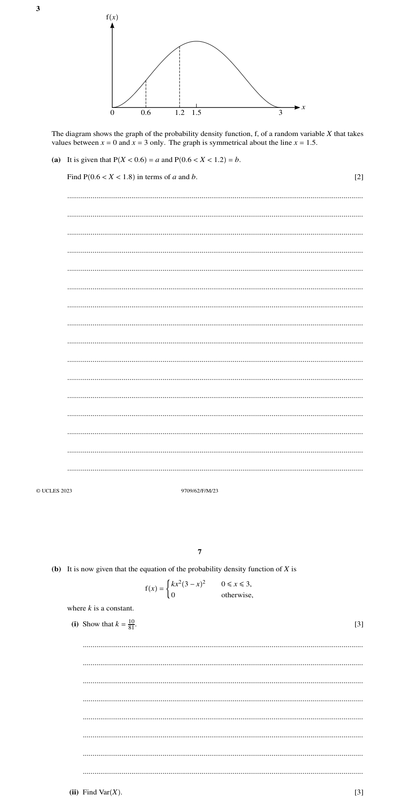 3
f(x)
0 0.6 1.2 1.5 3 x
The diagram shows the graph of the probability density function, f, of a random variable X that takes
values between x = 0 and x = 3 only. The graph is symmetrical about the line x = 1.5.
(a) It is given that P(X < 0.6) = a and P(0.6 < X < 1.2) = b.
Find P(0.6 < X < 1.8) in terms of a and b. [2]
© UCLES 2023 9709/62/F/M/23
7
(b) It is now given that the equation of the probability density function of X is
f(x) = { kx²(3 − x)² 0 ⩽ x ⩽ 3,
0 otherwise,
where k is a constant.
(i) Show that k = 10/81. [3]
(ii) Find Var(X). [3]